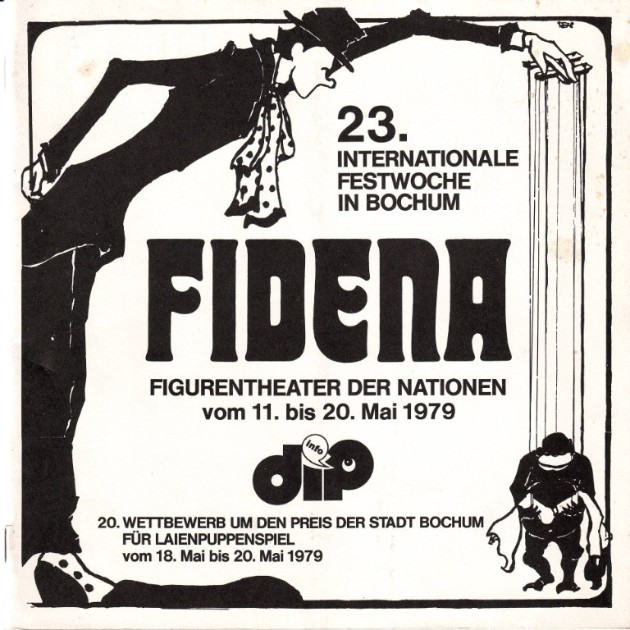 23.
INTERNATIONALE
FESTWOCHE
IN BOCHUM
FIDENA
FIGURENTHEATER DER NATIONEN
vom 11. bis 20. Mai 1979
info
dip
20. WETTBEWERB UM DEN PREIS DER STADT BOCHUM
FÜR LAIENPUPPENSPIEL
vom 18. Mai bis 20. Mai 1979